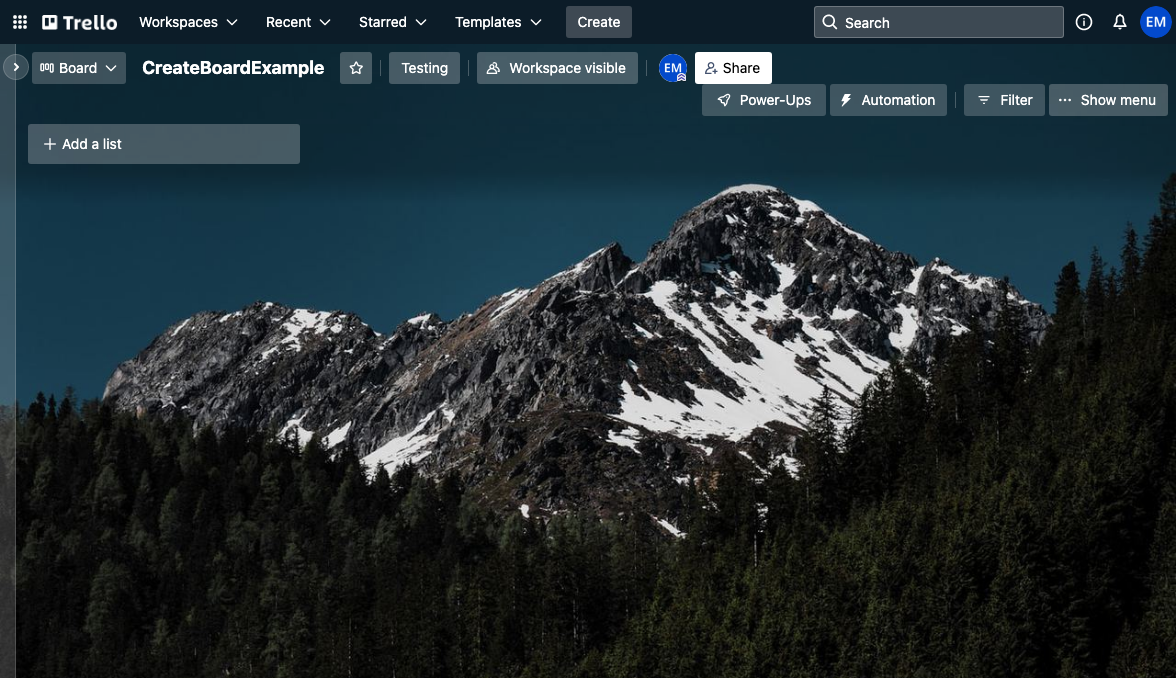 Trello Workspaces Recent Starred Templates Create Search EM
Board CreateBoardExample Testing Workspace visible EM Share
Power-Ups Automation Filter Show menu
Add a list